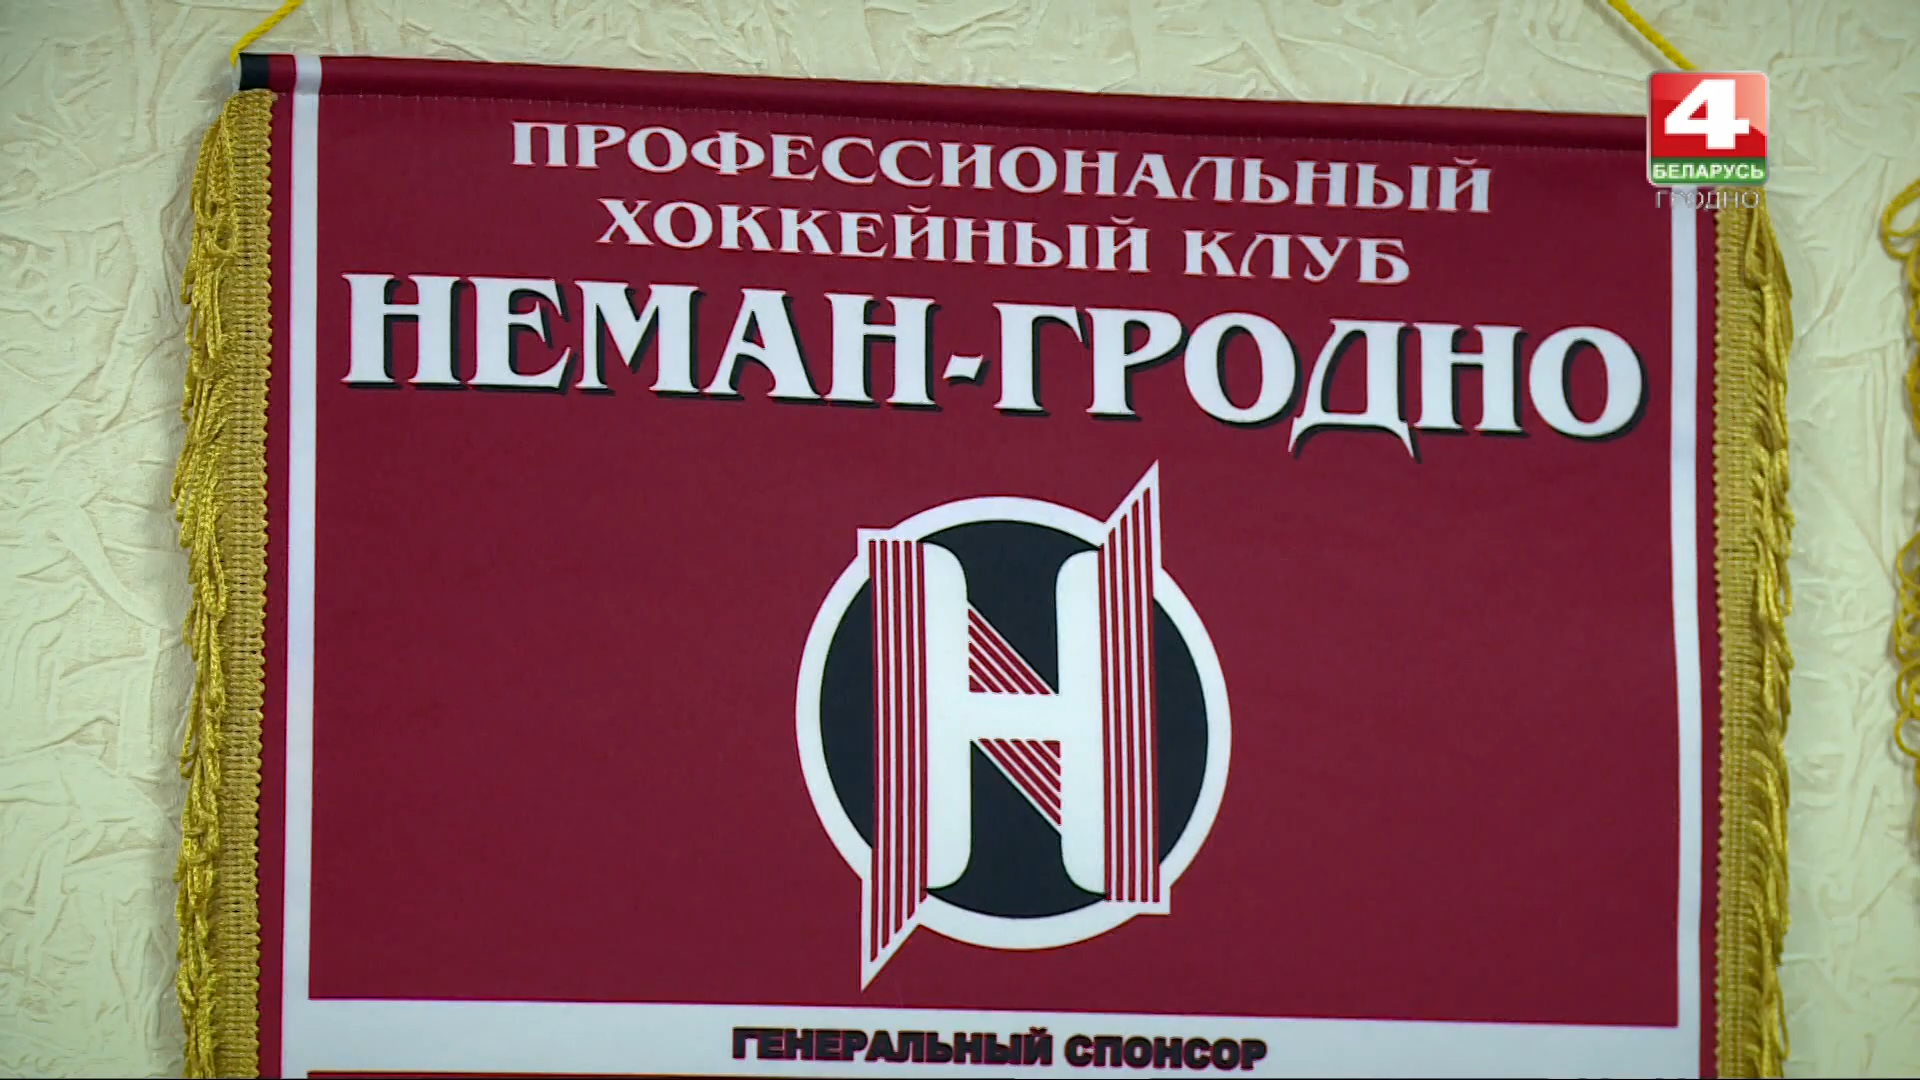 ПРОФЕССИОНАЛЬНЫЙ
ХОККЕЙНЫЙ КЛУБ
НЕМАН-ГРОДНО
Н
ГЕНЕРАЛЬНЫЙ СПОНСОР
4
БЕЛАРУСЬ
ГРОДНО